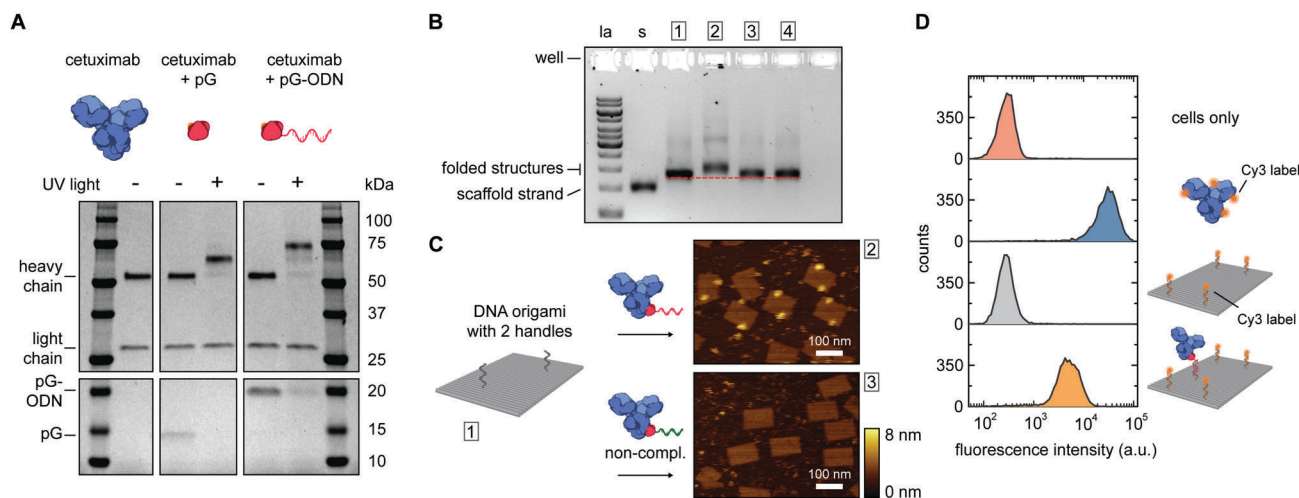 A
cetuximab
cetuximab
+ pG
cetuximab
+ pG-ODN
UV light - - + - + kDa
100
75
heavy
chain
50
37
light
chain
25
pG-
ODN
20
pG
15
10
B
la s 1 2 3 4
well
folded structures
scaffold strand
C
DNA origami
with 2 handles
1
2
100 nm
non-compl.
3
100 nm
8 nm
0 nm
D
350
0
cells only
350
0
Cy3 label
350
0
Cy3 label
350
0
10² 10³ 10⁴ 10⁵
counts
fluorescence intensity (a.u.)